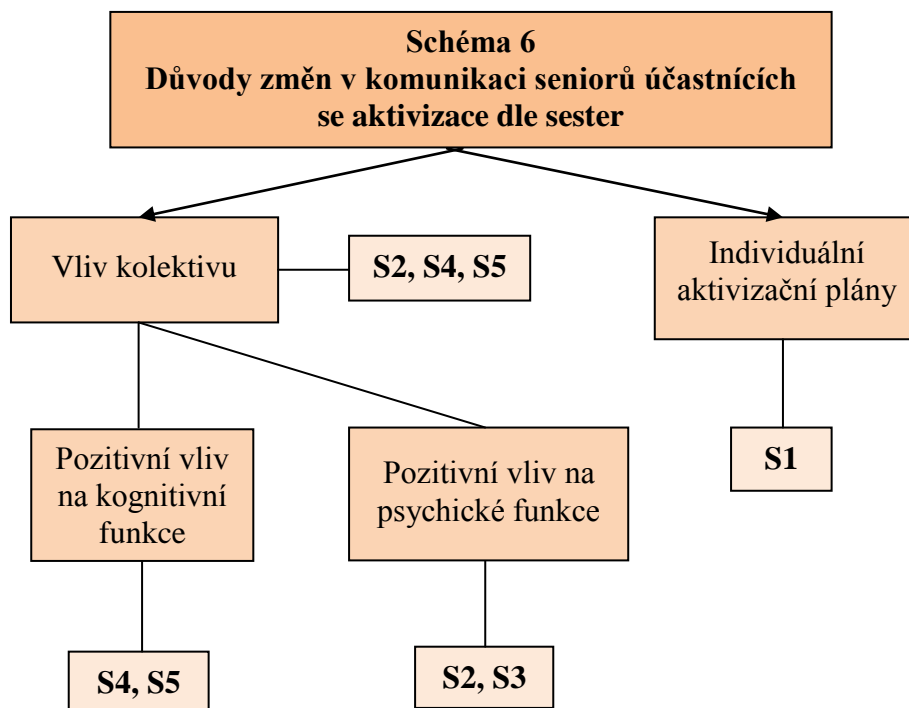 Schéma 6
Důvody změn v komunikaci seniorů účastnících
se aktivizace dle sester
Vliv kolektivu
S2, S4, S5
Individuální
aktivizační plány
Pozitivní vliv
na kognitivní
funkce
Pozitivní vliv na
psychické funkce
S1
S4, S5
S2, S3